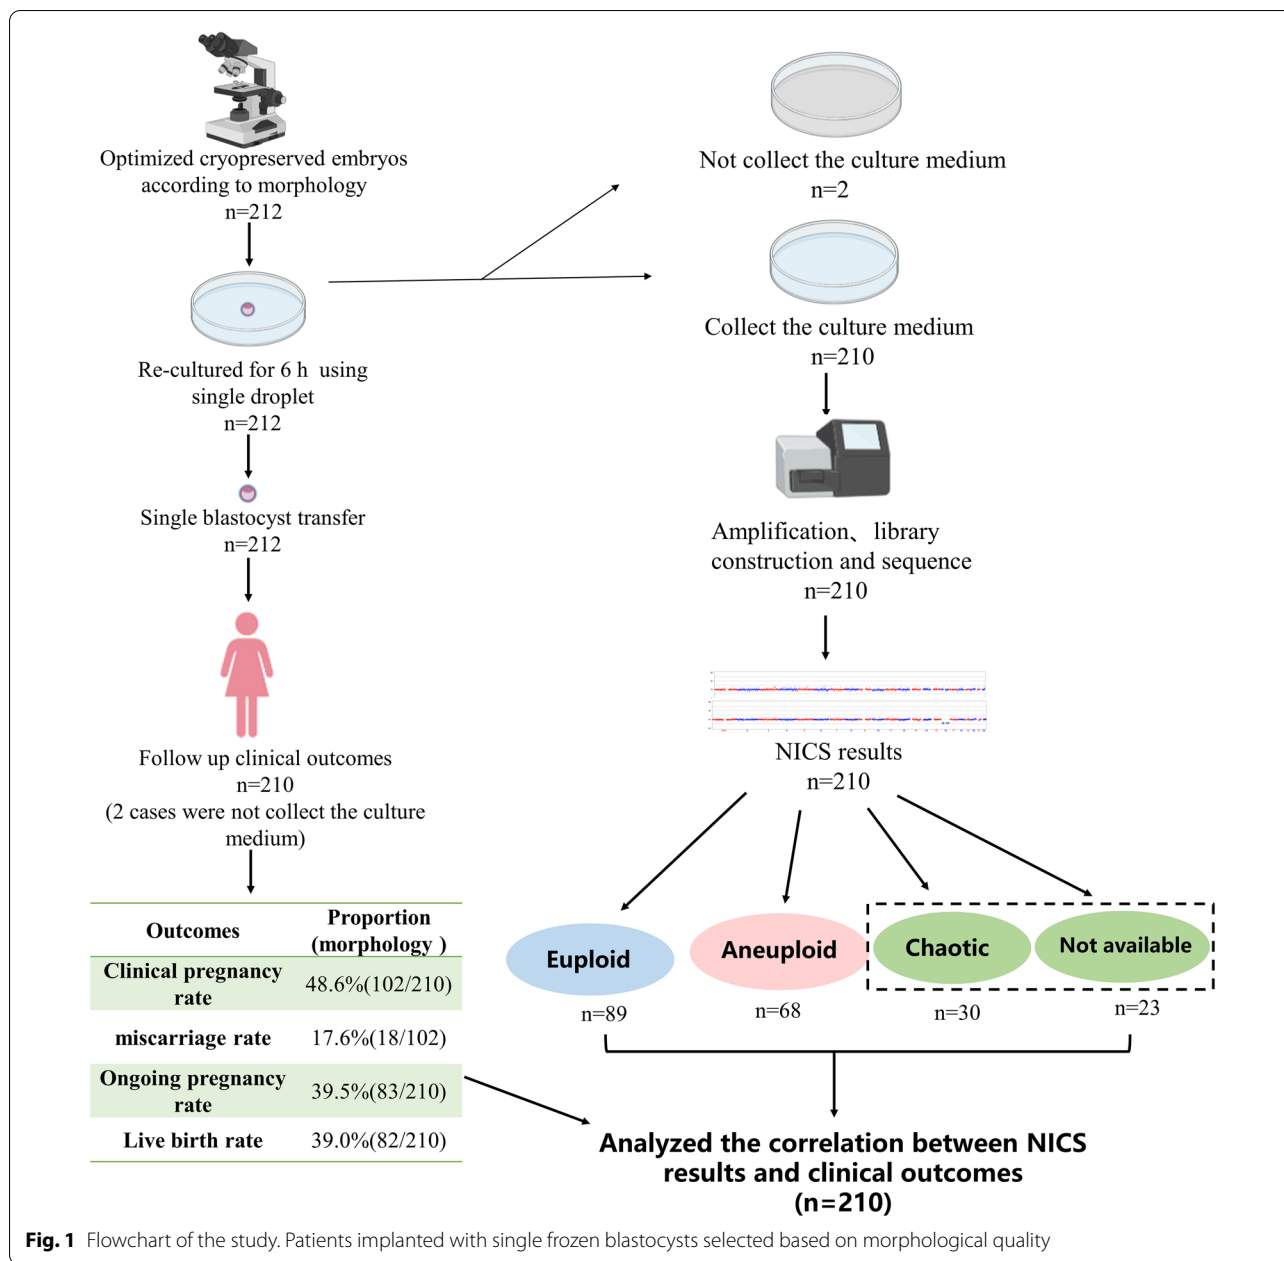 Optimized cryopreserved embryos
according to morphology
n=212
Re-cultured for 6 h using
single droplet
n=212
Single blastocyst transfer
n=212
Follow up clinical outcomes
n=210
(2 cases were not collect the culture
medium)
Outcomes
Proportion
(morphology )
Clinical pregnancy
rate
48.6%(102/210)
miscarriage rate
17.6%(18/102)
Ongoing pregnancy
rate
39.5%(83/210)
Live birth rate
39.0%(82/210)
Not collect the culture medium
n=2
Collect the culture medium
n=210
Amplification、library
construction and sequence
n=210
NICS results
n=210
Euploid
n=89
Aneuploid
n=68
Chaotic
n=30
Not available
n=23
Analyzed the correlation between NICS
results and clinical outcomes
(n=210)
Fig. 1 Flowchart of the study. Patients implanted with single frozen blastocysts selected based on morphological quality